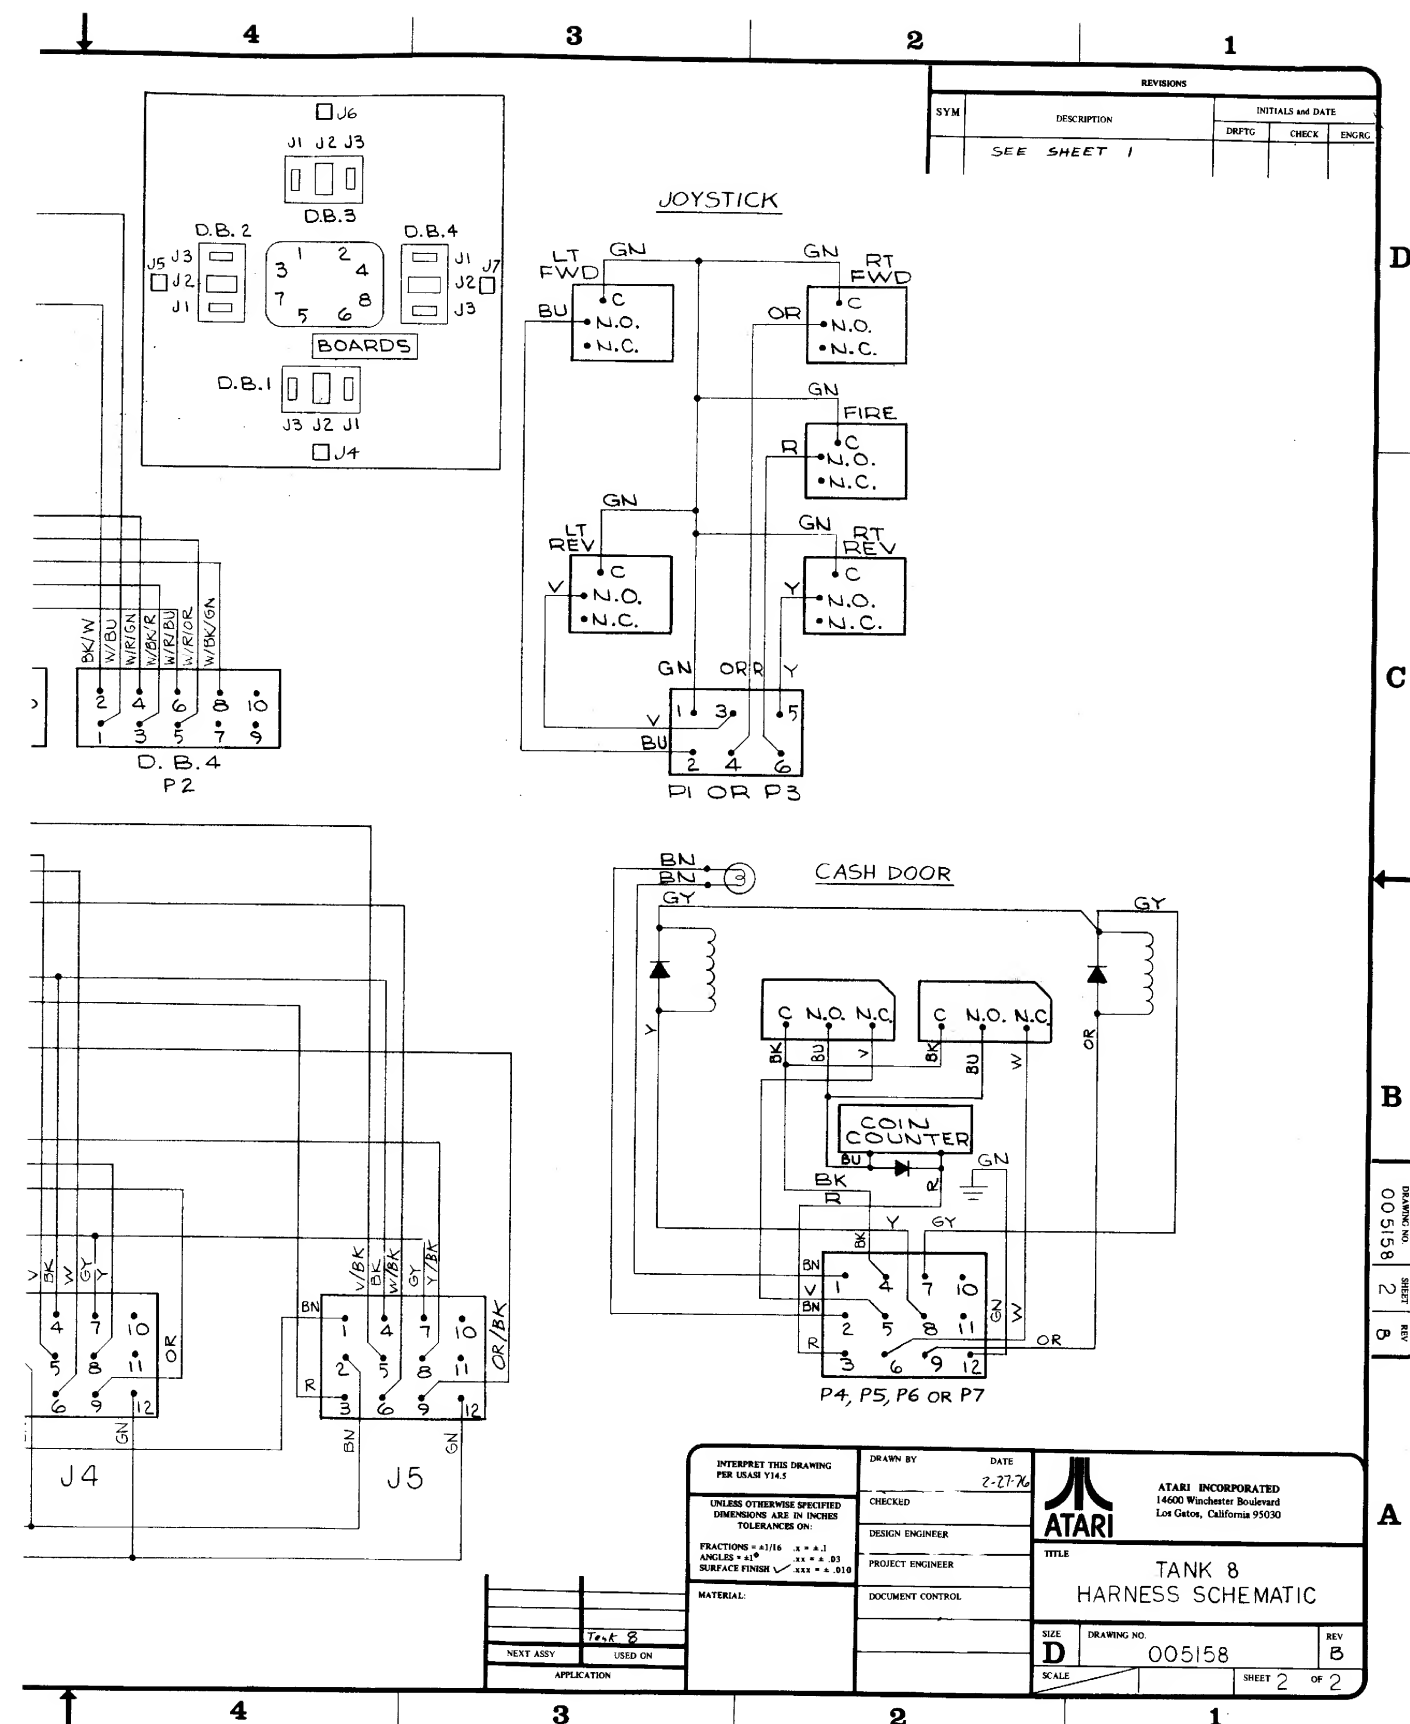 4 3 2 1
REVISIONS
SYM DESCRIPTION INITIALS and DATE
DRFTG CHECK ENGRG
SEE SHEET 1
J6
J1 J2 J3
D.B.3
D.B.2
D.B.4
J5 J3 J2 J1
1 2
3 4
7 8
5 6
J1 J7
J2
J3
BOARDS
D.B.1
J3 J2 J1
J4
JOYSTICK
LT FWD
GN
C
BU
N.O.
N.C.
GN
RT FWD
C
OR
N.O.
N.C.
GN
FIRE
C
R
N.O.
N.C.
GN
LT REV
C
V
N.O.
N.C.
GN
RT REV
C
Y
N.O.
N.C.
GN OR R Y
1 3 5
V
BU
2 4 6
P1 OR P3
BK/W W/BU W/R/GN W/BK/R W/R/BU W/R/OR W/BK/GN
2 4 6 8 10
1 3 5 7 9
D.B.4
P2
D
C
B
A
CASH DOOR
BN
BN
GY
GY
Y
OR
C N.O. N.C.
BK BU V
C N.O. N.C.
BK BU W
COIN
COUNTER
BU
R
GN
BK
R
Y GY
BK
BN
V
BN
R
1 4 7 10
2 5 8 11
3 6 9 12
GN W
OR
P4, P5, P6 OR P7
V BK W GY Y
4 7 10
5 8 11
6 9 12
OR
GN
J4
V/BK BK W/BK GY Y/BK
BN
R
1 4 7 10
2 5 8 11
3 6 9 12
OR/BK
BN
GN
J5
DRAWING NO. 005158 SHEET 2 REV B
INTERPRET THIS DRAWING
PER USASI Y14.5
UNLESS OTHERWISE SPECIFIED
DIMENSIONS ARE IN INCHES
TOLERANCES ON:
FRACTIONS = ±1/16 .x = ± .1
ANGLES = ±1° .xx = ± .03
SURFACE FINISH √ .xxx = ± .010
MATERIAL:
DRAWN BY DATE
2-27-76
CHECKED
DESIGN ENGINEER
PROJECT ENGINEER
DOCUMENT CONTROL
ATARI
ATARI INCORPORATED
14600 Winchester Boulevard
Los Gatos, California 95030
TITLE
TANK 8
HARNESS SCHEMATIC
SIZE D
DRAWING NO. 005158
REV B
SCALE
SHEET 2 OF 2
Tank 8
NEXT ASSY USED ON
APPLICATION
4 3 2 1